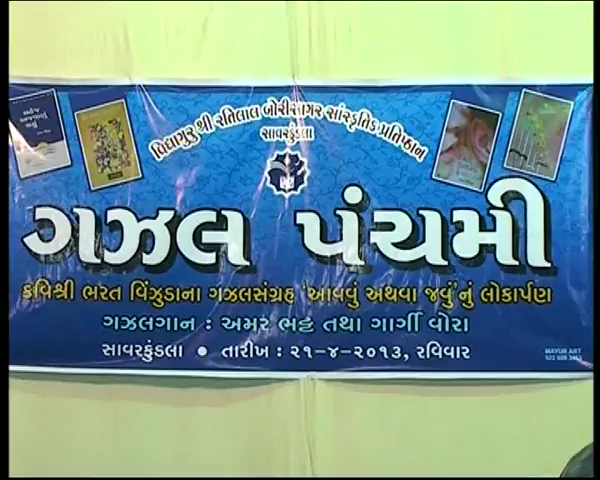 વિદ્યાગુરુ શ્રી રતિલાલ બોરીસાગર સાંસ્કૃતિક પ્રતિષ્ઠાન
સાવરકુંડલા
ગઝલ પંચમી
કવિશ્રી ભરત વિંઝુડાના ગઝલસંગ્રહ 'આવવું અથવા જવું'નું લોકાર્પણ
ગઝલગાન : અમર ભટ્ટ તથા ગાર્ગી વોરા
સાવરકુંડલા ● તારીખ : ૨૧-૪-૨૦૧૩, રવિવાર
MAYUR ART